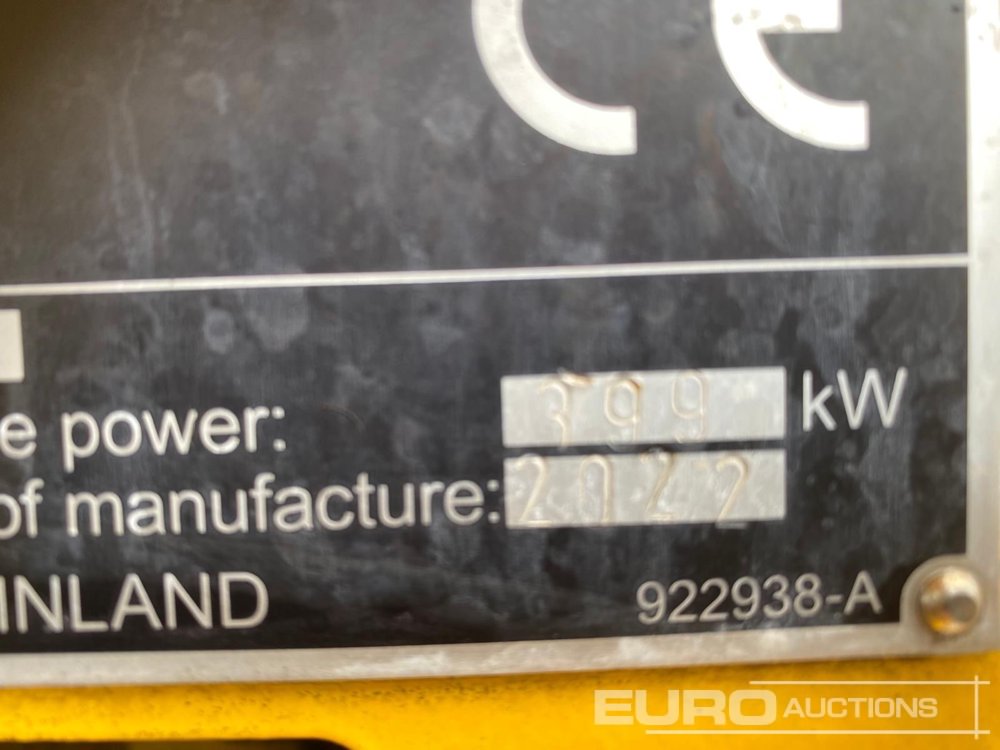 CE
e power: 399 kW
of manufacture: 2022
INLAND 922938-A
EURO AUCTIONS